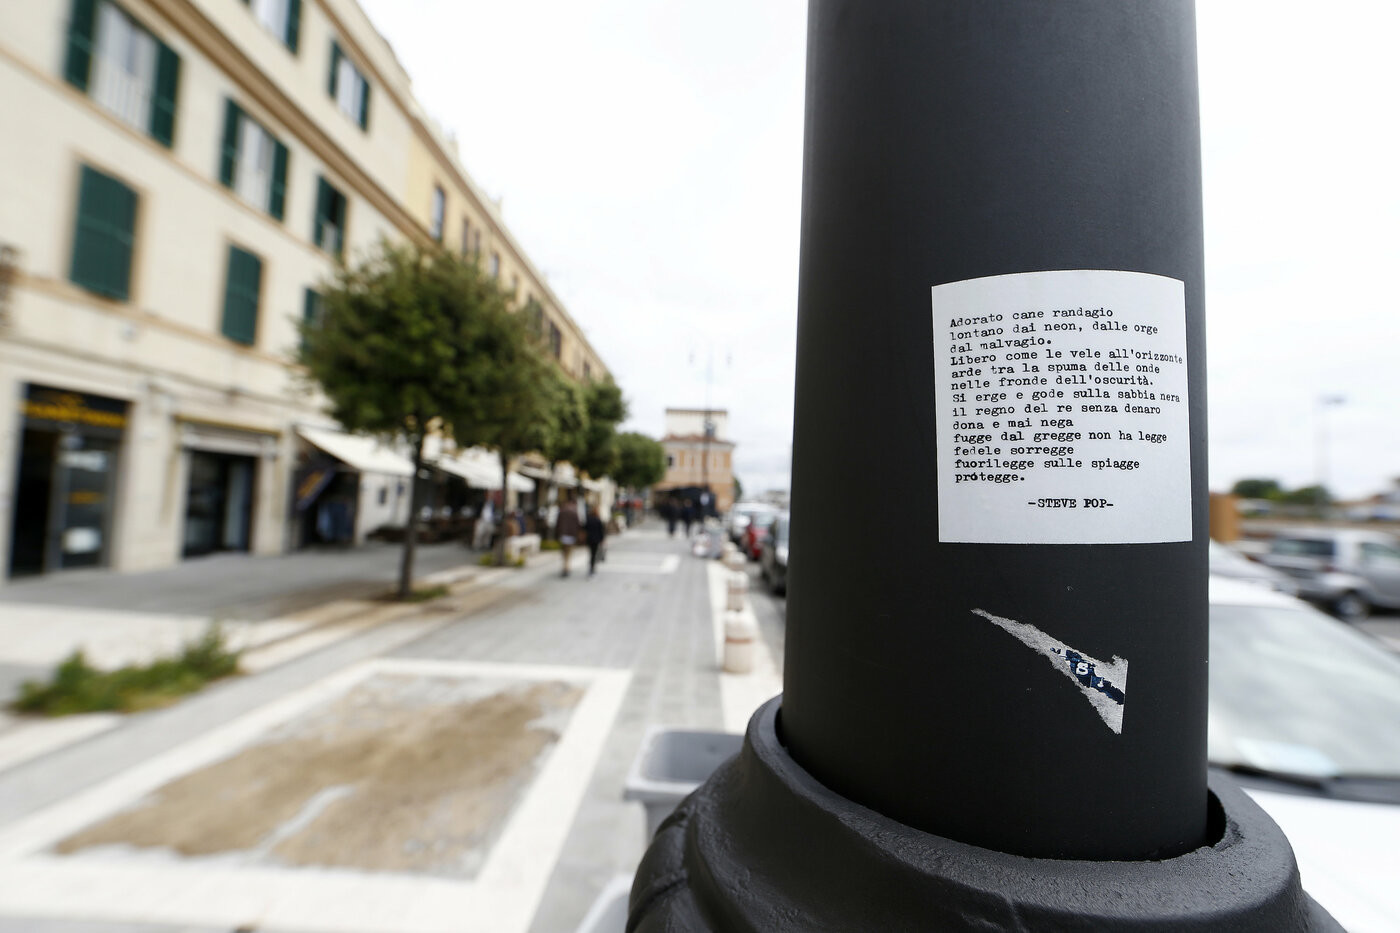 Adorato cane randagio
lontano dai neon, dalle orge
dal malvagio.
Libero come le vele all'orizzonte
arde tra la spuma delle onde
nelle fronde dell'oscurità.
Si erge e gode sulla sabbia nera
il regno del re senza denaro
dona e mai nega
fugge dal gregge non ha legge
fedele sorregge
fuorilegge sulle spiagge
protegge.
-STEVE POP-